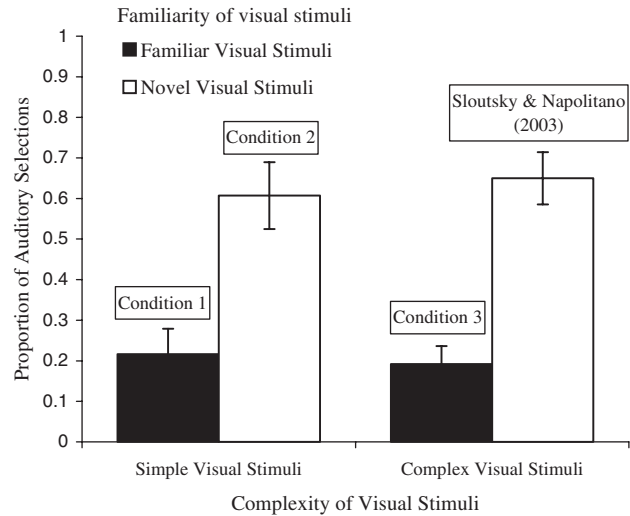 Familiarity of visual stimuli
Familiar Visual Stimuli
Novel Visual Stimuli
Proportion of Auditory Selections
1
0.9
0.8
0.7
0.6
0.5
0.4
0.3
0.2
0.1
0
Condition 1
Condition 2
Condition 3
Sloutsky & Napolitano
(2003)
Simple Visual Stimuli
Complex Visual Stimuli
Complexity of Visual Stimuli